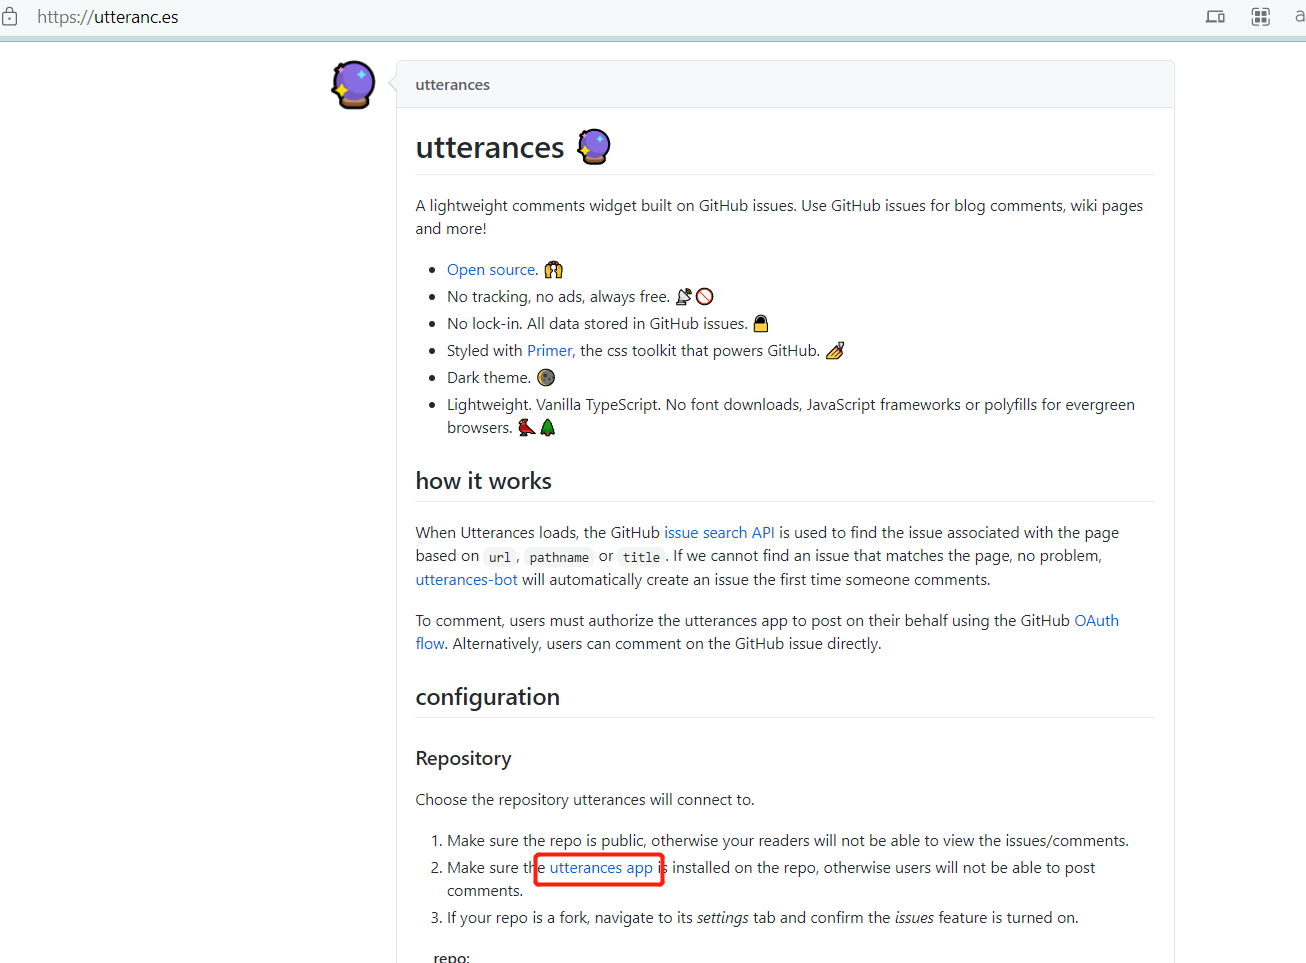 https://utteranc.es
utterances
utterances
A lightweight comments widget built on GitHub issues. Use GitHub issues for blog comments, wiki pages
and more!
Open source.
No tracking, no ads, always free.
No lock-in. All data stored in GitHub issues.
Styled with Primer, the css toolkit that powers GitHub.
Dark theme.
Lightweight. Vanilla TypeScript. No font downloads, JavaScript frameworks or polyfills for evergreen
browsers.
how it works
When Utterances loads, the GitHub issue search API is used to find the issue associated with the page
based on url, pathname or title. If we cannot find an issue that matches the page, no problem,
utterances-bot will automatically create an issue the first time someone comments.
To comment, users must authorize the utterances app to post on their behalf using the GitHub OAuth
flow. Alternatively, users can comment on the GitHub issue directly.
configuration
Repository
Choose the repository utterances will connect to.
1. Make sure the repo is public, otherwise your readers will not be able to view the issues/comments.
2. Make sure the utterances app is installed on the repo, otherwise users will not be able to post
comments.
3. If your repo is a fork, navigate to its settings tab and confirm the issues feature is turned on.
repo: